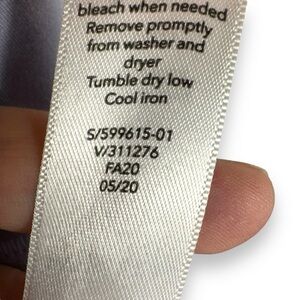 bleach when needed
Remove promptly
from washer and
dryer
Tumble dry low
Cool iron
S/599615-01
V/311276
FA20
05/20